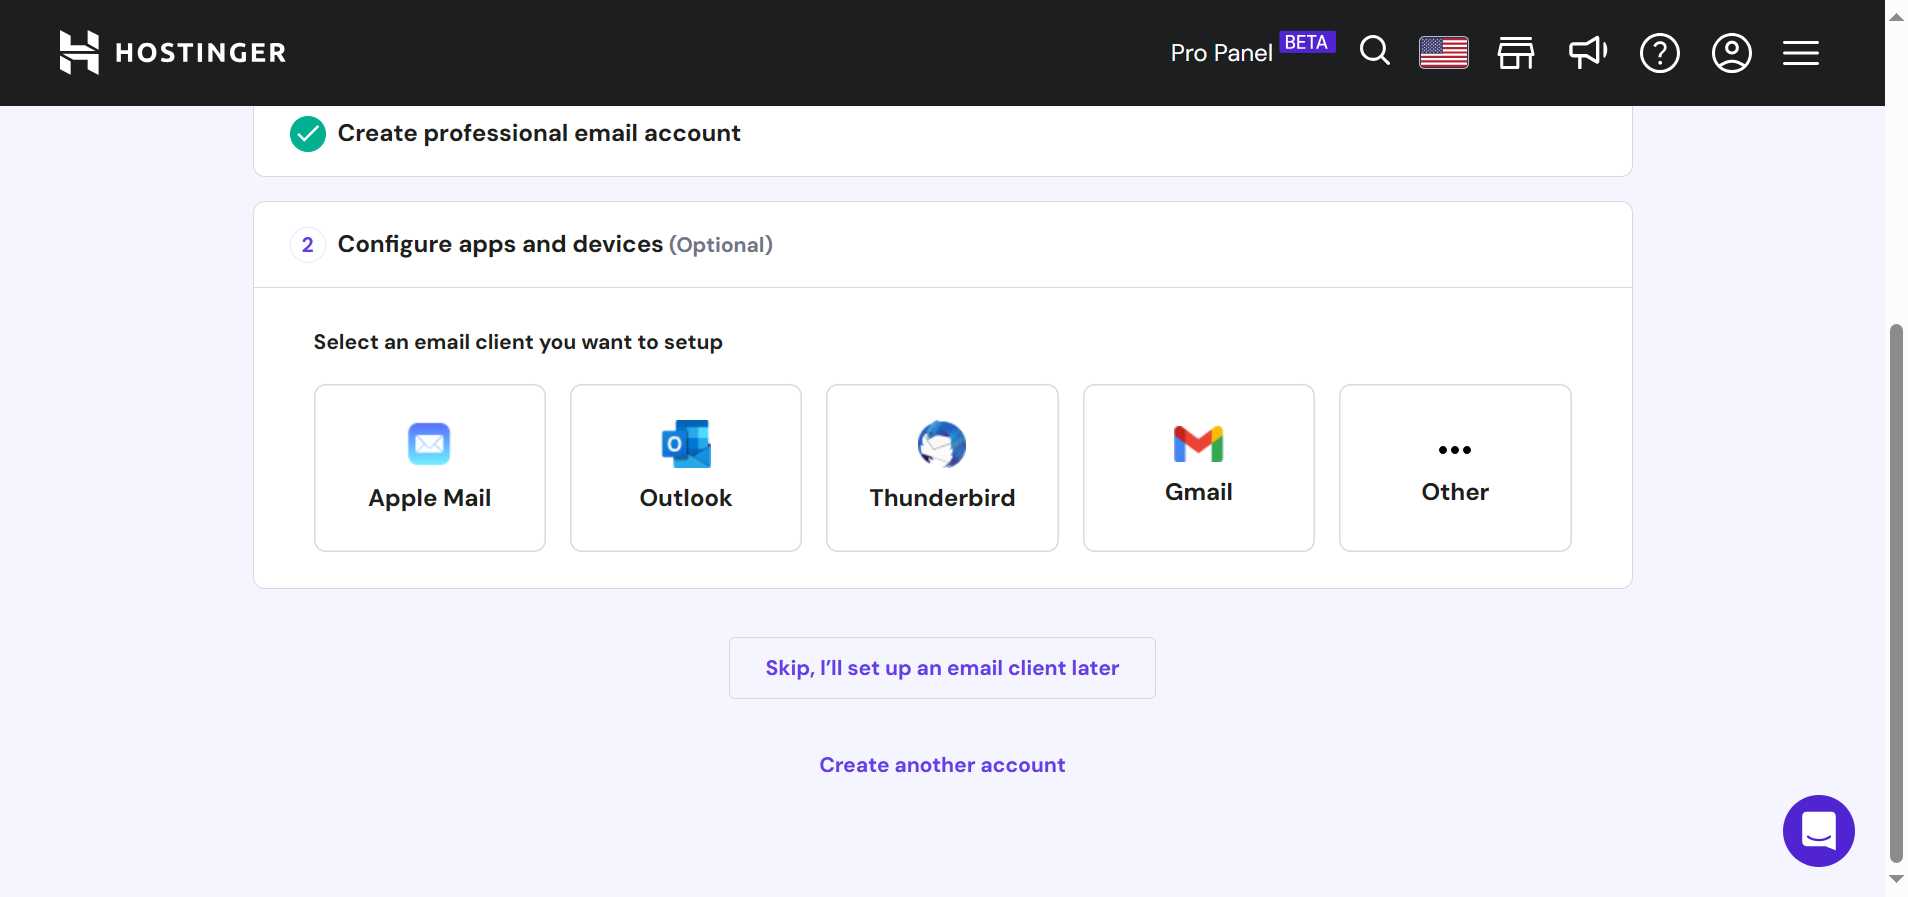 HOSTINGER
Pro Panel BETA
Create professional email account
2 Configure apps and devices (Optional)
Select an email client you want to setup
Apple Mail
Outlook
Thunderbird
Gmail
Other
Skip, I’ll set up an email client later
Create another account